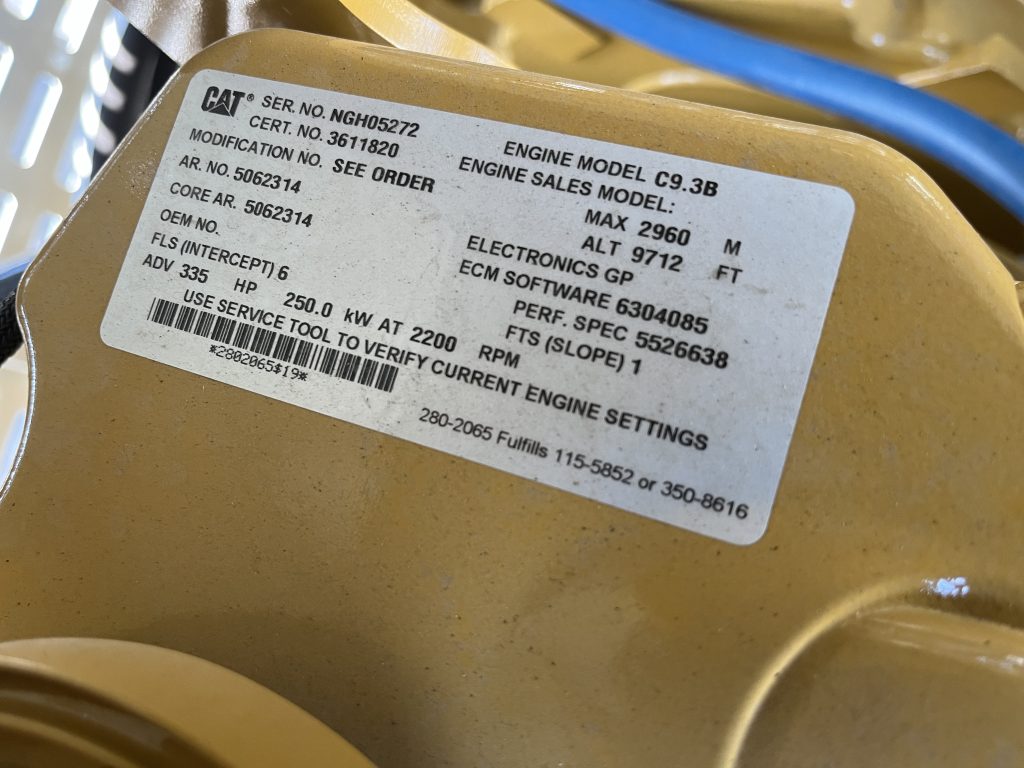 CAT® SER. NO. NGH05272
CERT. NO. 3611820
MODIFICATION NO. SEE ORDER
AR. NO. 5062314
CORE AR. 5062314
OEM NO.
FLS (INTERCEPT) 6
ADV 335 HP 250.0 kW AT 2200 RPM
ENGINE MODEL C9.3B
ENGINE SALES MODEL:
MAX 2960 M
ALT 9712 FT
ELECTRONICS GP
ECM SOFTWARE 6304085
PERF. SPEC 5526638
FTS (SLOPE) 1
USE SERVICE TOOL TO VERIFY CURRENT ENGINE SETTINGS
*2802065$19*
280-2065 Fulfills 115-5852 or 350-8616